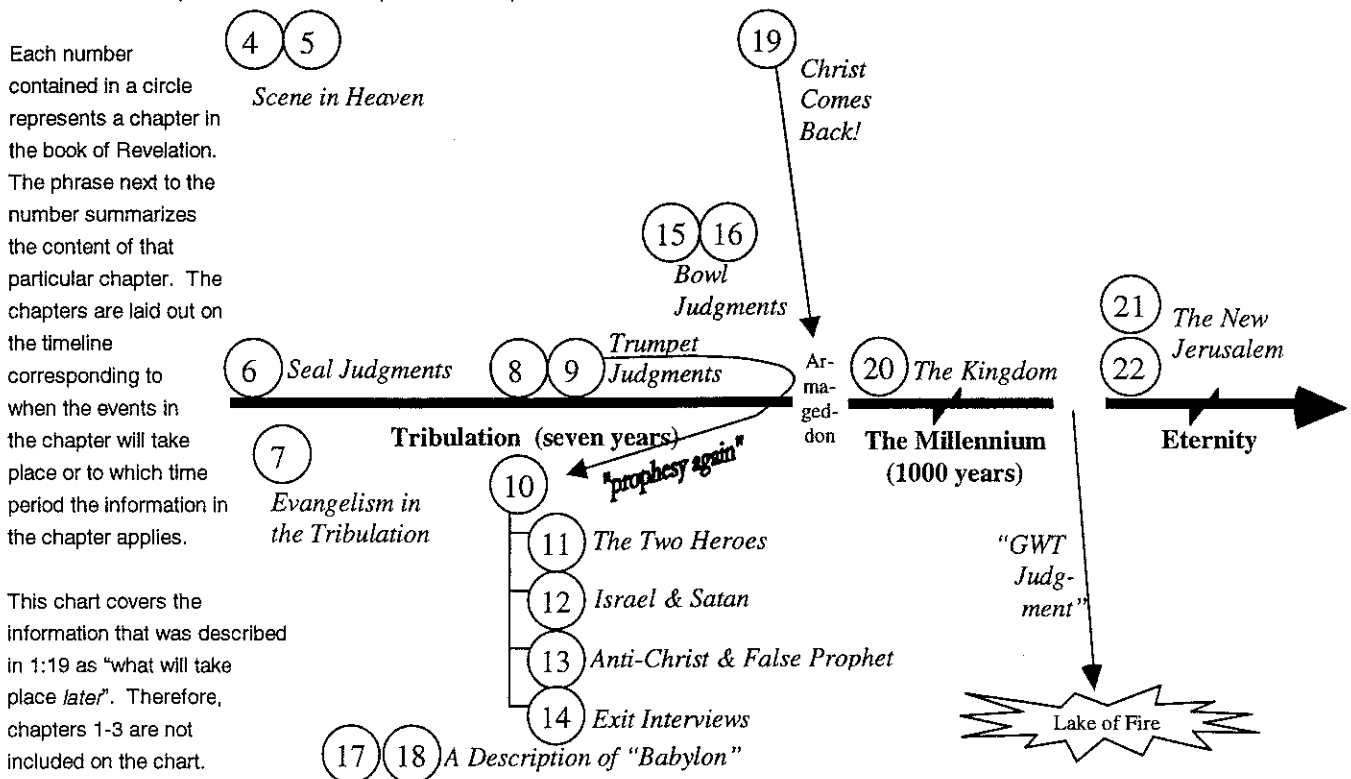 Each number
contained in a circle
represents a chapter in
the book of Revelation.
The phrase next to the
number summarizes
the content of that
particular chapter. The
chapters are laid out on
the timeline
corresponding to
when the events in
the chapter will take
place or to which time
period the information in
the chapter applies.
This chart covers the
information that was described
in 1:19 as “what will take
place later”. Therefore,
chapters 1-3 are not
included on the chart.
4 5
Scene in Heaven
19
Christ
Comes
Back!
15 16
Bowl
Judgments
6 Seal Judgments
8 9 Trumpet
Judgments
Ar-
ma-
ged-
don
20 The Kingdom
21
22
The New
Jerusalem
Tribulation (seven years)
The Millennium
(1000 years)
Eternity
7
Evangelism in
the Tribulation
"prophesy again"
10
11 The Two Heroes
12 Israel & Satan
13 Anti-Christ & False Prophet
14 Exit Interviews
17 18 A Description of “Babylon”
“GWT
Judg-
ment”
Lake of Fire